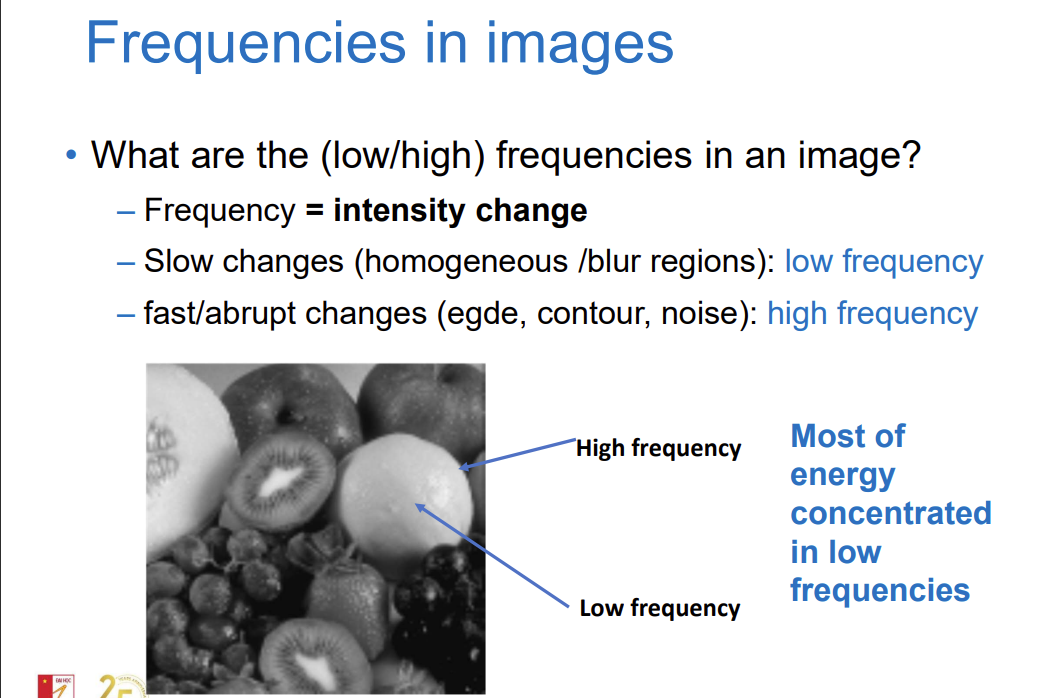 Frequencies in images
• What are the (low/high) frequencies in an image?
– Frequency = intensity change
– Slow changes (homogeneous /blur regions): low frequency
– fast/abrupt changes (egde, contour, noise): high frequency
High frequency
Low frequency
Most of
energy
concentrated
in low
frequencies